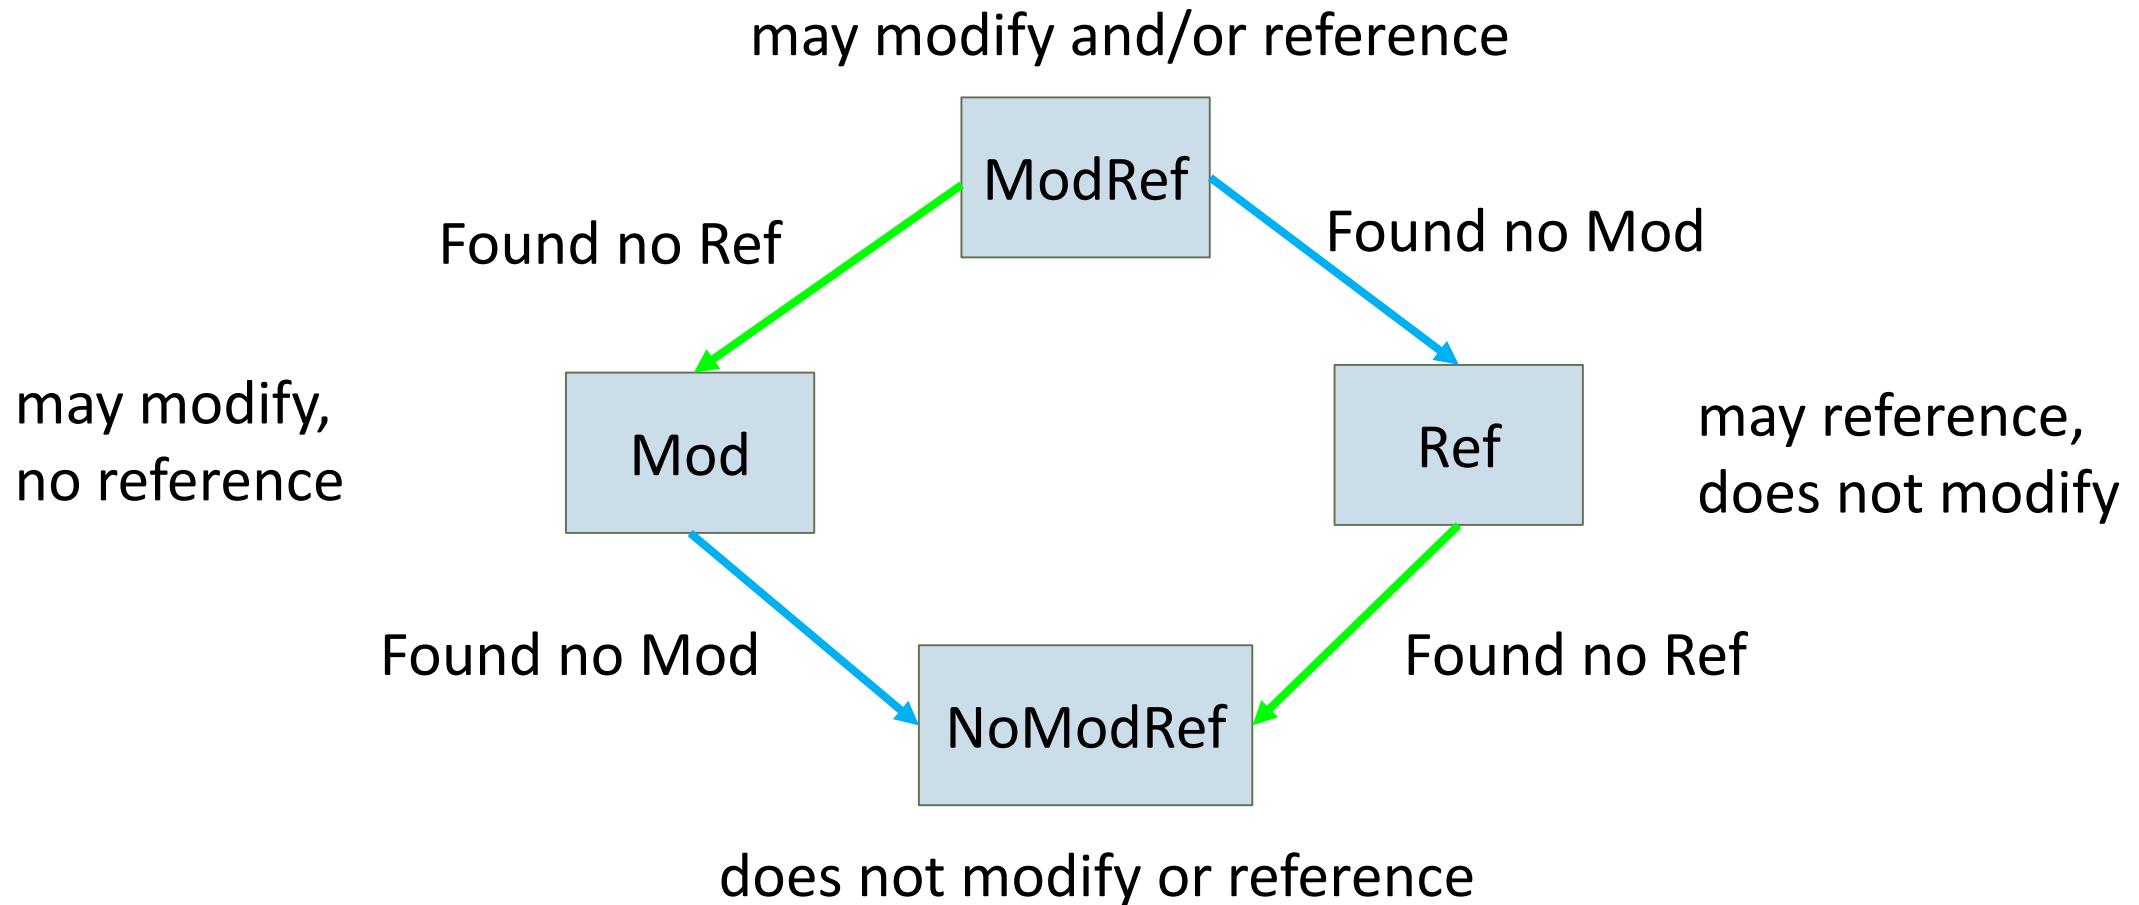 may modify and/or reference
ModRef
Found no Ref
Found no Mod
may modify,
no reference
Mod
Ref
may reference,
does not modify
Found no Mod
Found no Ref
NoModRef
does not modify or reference